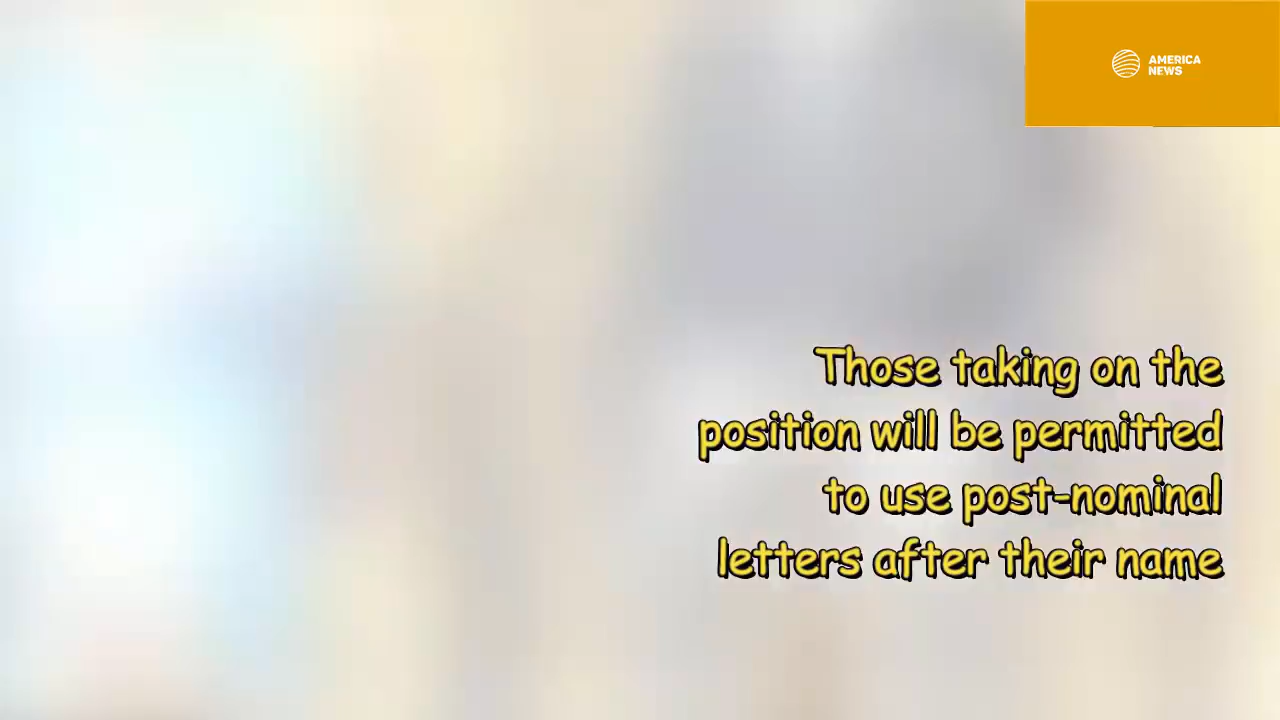 AMERICA
NEWS
Those taking on the
position will be permitted
to use post-nominal
letters after their name